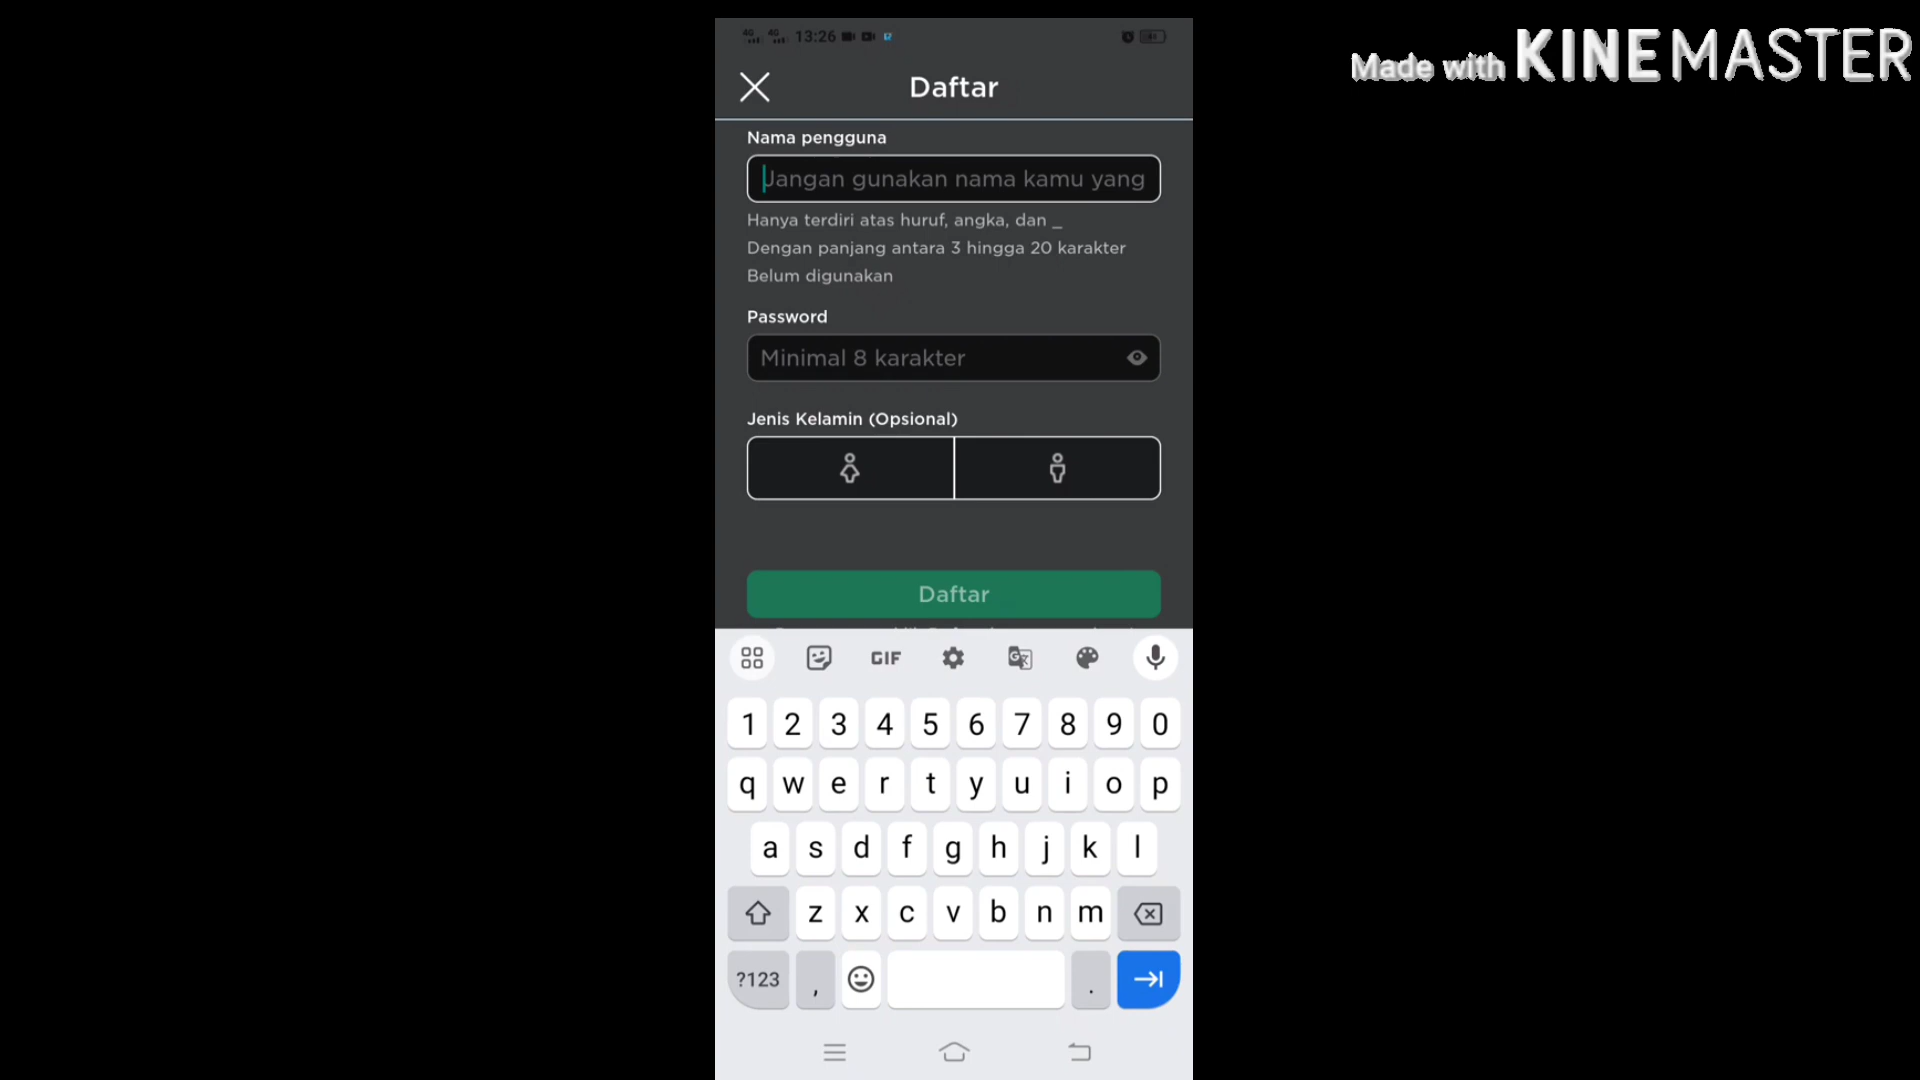 4G 4G 13:26
Made with KINEMASTER
Daftar
Nama pengguna
Jangan gunakan nama kamu yang
Hanya terdiri atas huruf, angka, dan _
Dengan panjang antara 3 hingga 20 karakter
Belum digunakan
Password
Minimal 8 karakter
Jenis Kelamin (Opsional)
Daftar
GIF
1 2 3 4 5 6 7 8 9 0
q w e r t y u i o p
a s d f g h j k l
z x c v b n m
?123 , .